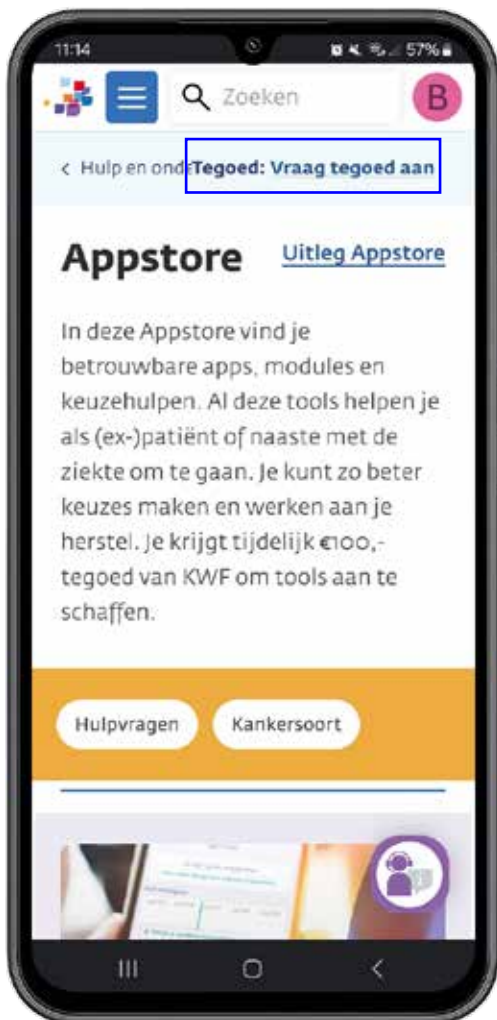 11:14 57%
Zoeken B
< Hulp en ond Tegoed: Vraag tegoed aan
Appstore Uitleg Appstore
In deze Appstore vind je
betrouwbare apps, modules en
keuzehulpen. Al deze tools helpen je
als (ex-)patiënt of naaste met de
ziekte om te gaan. Je kunt zo beter
keuzes maken en werken aan je
herstel. Je krijgt tijdelijk €100,-
tegoed van KWF om tools aan te
schaffen.
Hulpvragen Kankersoort